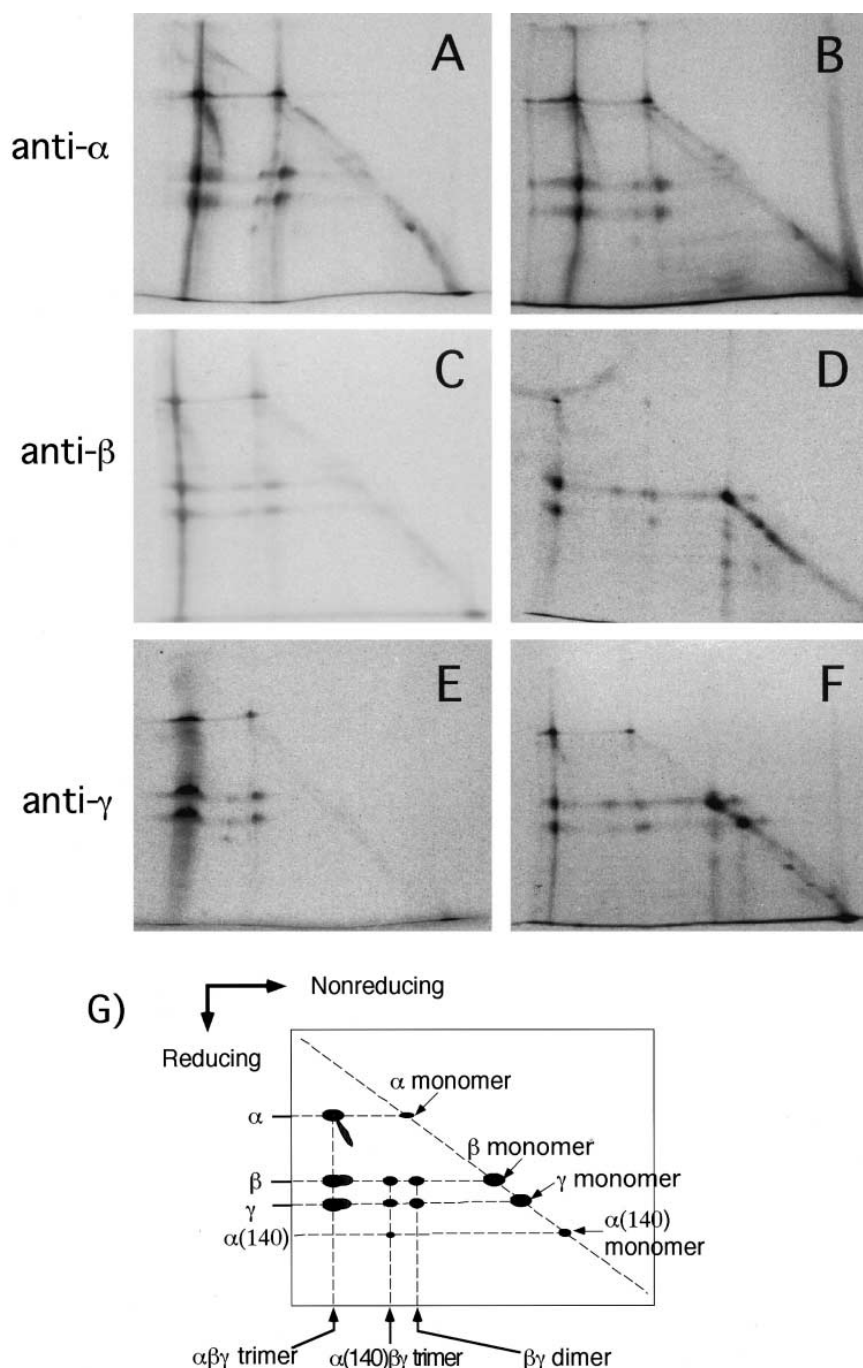 A
B
anti-α
C
D
anti-β
E
F
anti-γ
G)
Nonreducing
Reducing
α monomer
α
β monomer
β
γ monomer
γ
α(140)
α(140)
monomer
αβγ trimer
α(140)βγ trimer
βγ dimer